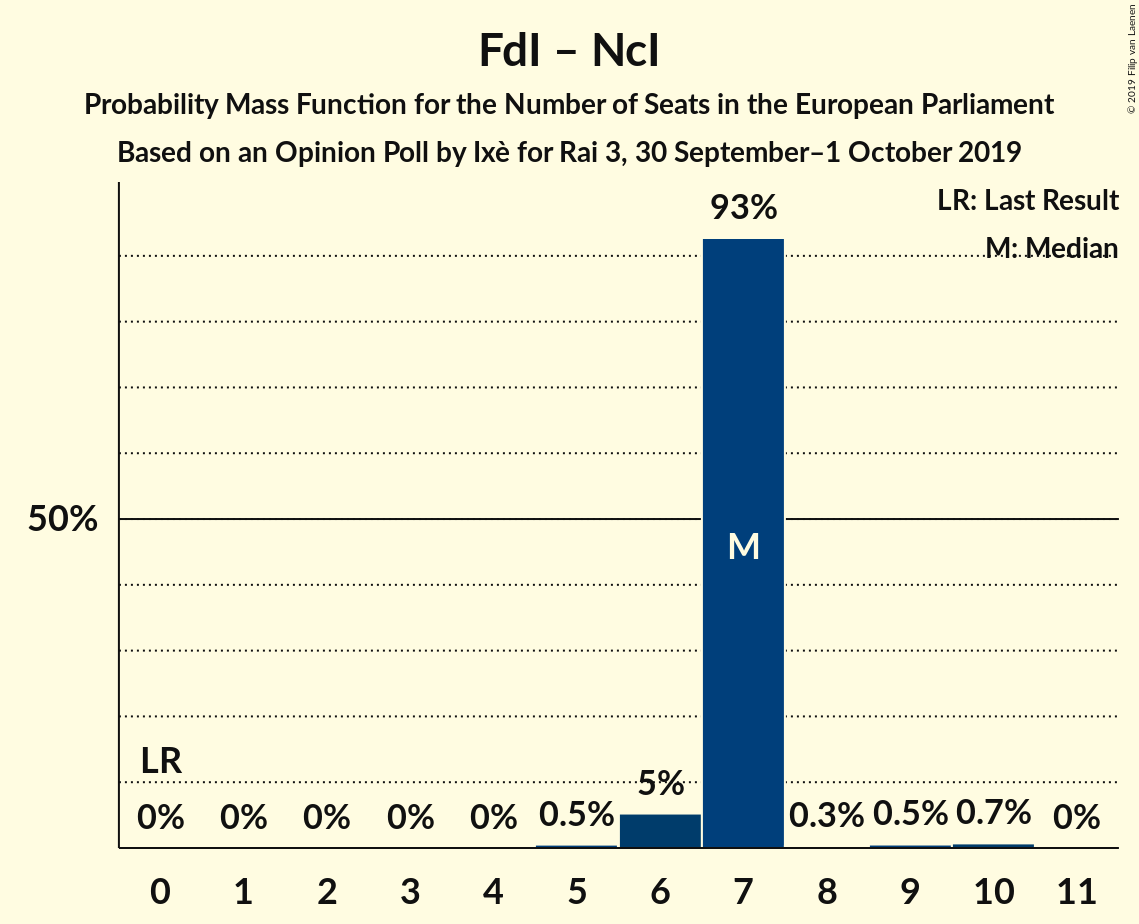 FdI – NcI
Probability Mass Function for the Number of Seats in the European Parliament
Based on an Opinion Poll by Ixè for Rai 3, 30 September–1 October 2019
© 2019 Filip van Laenen
LR: Last Result
M: Median
93%
50%
M
LR
0% 0% 0% 0% 0% 0.5% 5% 0.3% 0.5% 0.7% 0%
0 1 2 3 4 5 6 7 8 9 10 11